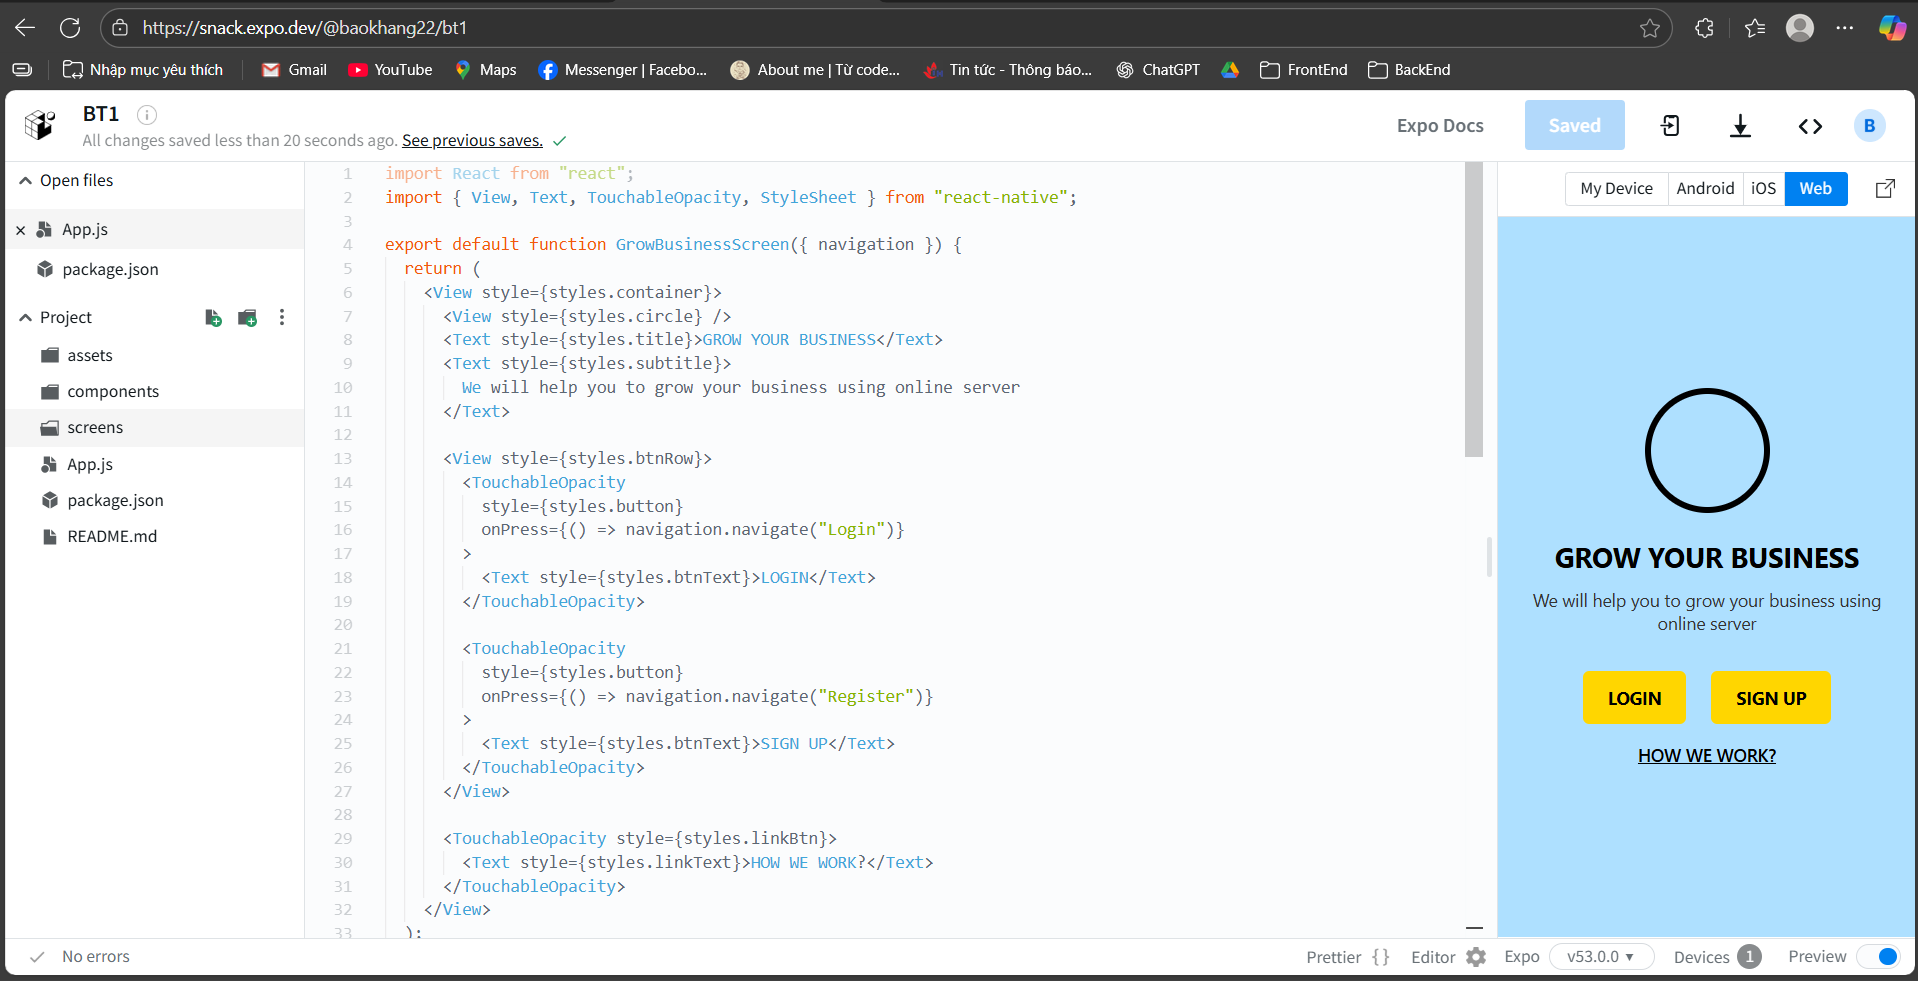 https://snack.expo.dev/@baokhang22/bt1
Nhập mục yêu thích
Gmail
YouTube
Maps
Messenger | Facebo...
About me | Từ code...
Tin tức - Thông báo...
ChatGPT
FrontEnd
BackEnd
BT1
All changes saved less than 20 seconds ago. See previous saves.
Expo Docs
Saved
B
Open files
App.js
package.json
Project
assets
components
screens
App.js
package.json
README.md
1 import React from "react";
2 import { View, Text, TouchableOpacity, StyleSheet } from "react-native";
3
4 export default function GrowBusinessScreen({ navigation }) {
5 return (
6 <View style={styles.container}>
7 <View style={styles.circle} />
8 <Text style={styles.title}>GROW YOUR BUSINESS</Text>
9 <Text style={styles.subtitle}>
10 We will help you to grow your business using online server
11 </Text>
12
13 <View style={styles.btnRow}>
14 <TouchableOpacity
15 style={styles.button}
16 onPress={() => navigation.navigate("Login")}
17 >
18 <Text style={styles.btnText}>LOGIN</Text>
19 </TouchableOpacity>
20
21 <TouchableOpacity
22 style={styles.button}
23 onPress={() => navigation.navigate("Register")}
24 >
25 <Text style={styles.btnText}>SIGN UP</Text>
26 </TouchableOpacity>
27 </View>
28
29 <TouchableOpacity style={styles.linkBtn}>
30 <Text style={styles.linkText}>HOW WE WORK?</Text>
31 </TouchableOpacity>
32 </View>
33 );
My Device
Android
iOS
Web
GROW YOUR BUSINESS
We will help you to grow your business using
online server
LOGIN
SIGN UP
HOW WE WORK?
No errors
Prettier {}
Editor
Expo
v53.0.0
Devices 1
Preview